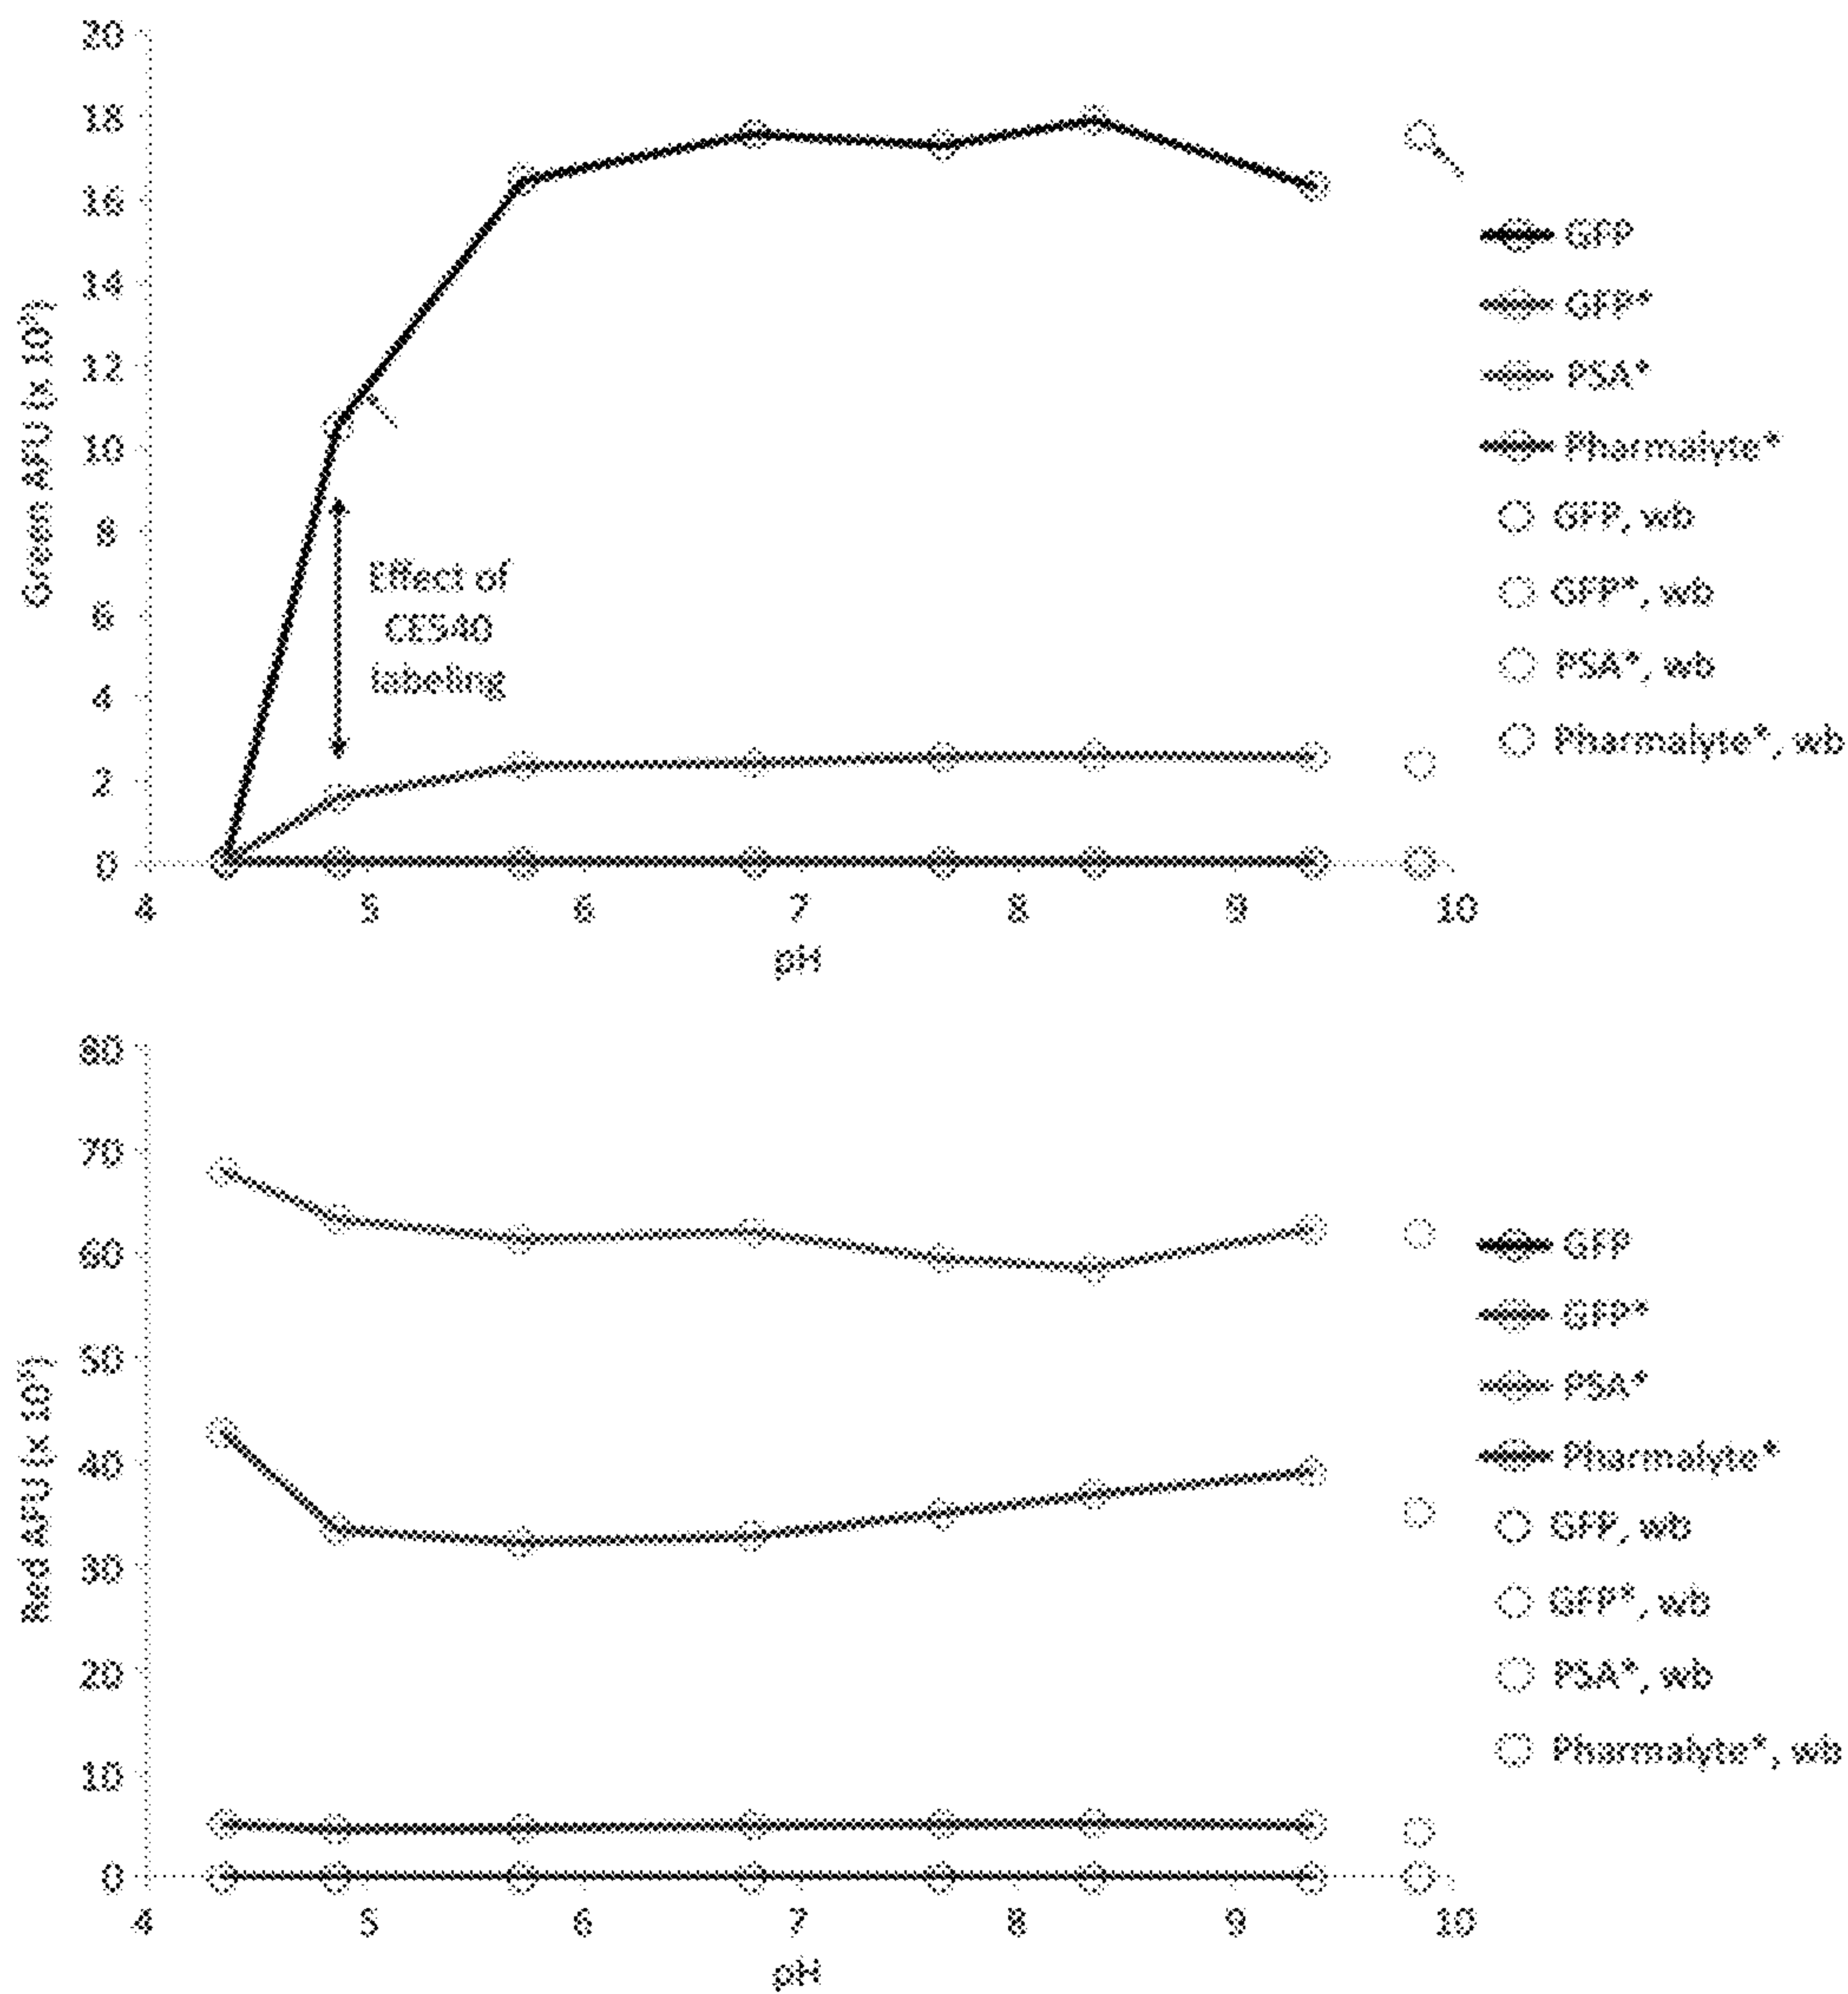 20
18
16
14
12
10
8
6
4
2
0
Green AFU (x 10⁶)
Effect of
CE540
labeling
4 5 6 7 8 9 10
pH
GFP
GFP*
PSA*
Pharmalyte*
GFP, wb
GFP*, wb
PSA*, wb
Pharmalyte*, wb
80
70
60
50
40
30
20
10
0
Red AFU
4 5 6 7 8 9 10
pH
GFP
GFP*
PSA*
Pharmalyte*
GFP, wb
GFP*, wb
PSA*, wb
Pharmalyte*, wb